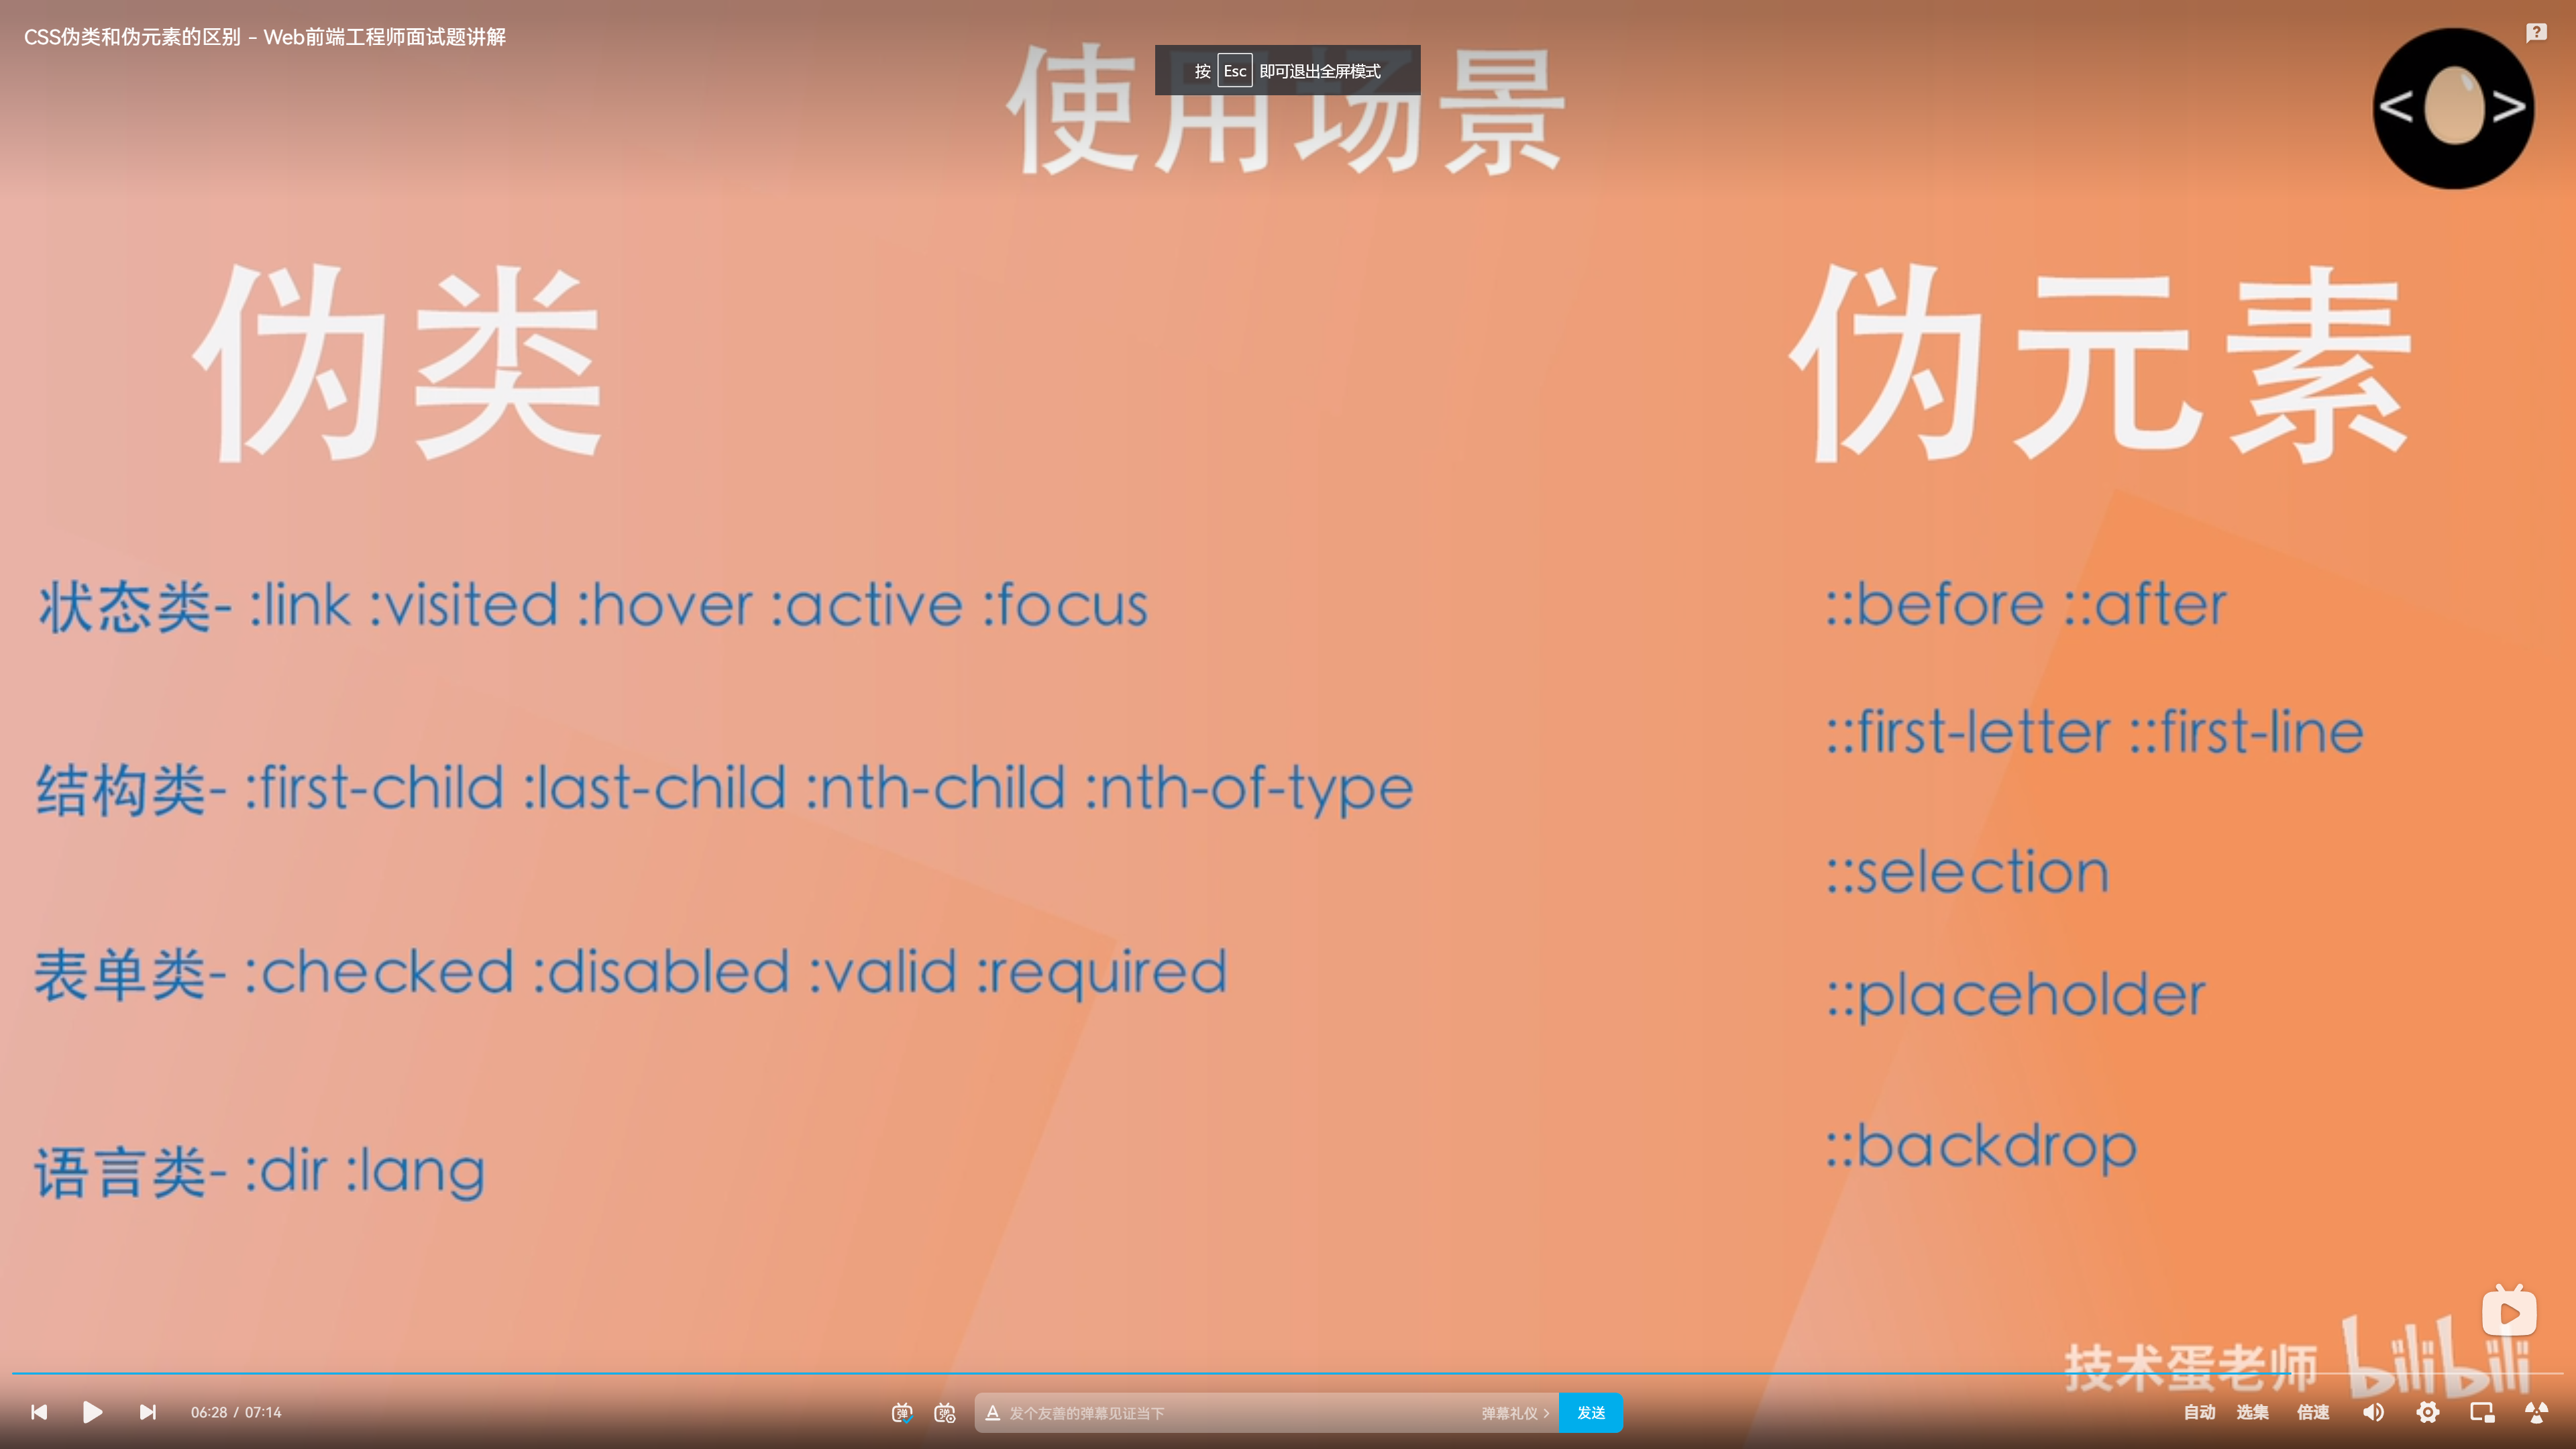 CSS伪类和伪元素的区别 - Web前端工程师面试题讲解
按 Esc 即可退出全屏模式
使用场景
伪类
伪元素
状态类- :link :visited :hover :active :focus
结构类- :first-child :last-child :nth-child :nth-of-type
表单类- :checked :disabled :valid :required
语言类- :dir :lang
::before ::after
::first-letter ::first-line
::selection
::placeholder
::backdrop
技术蛋老师 bilibili
06:28 / 07:14
弹 弹
A 发个友善的弹幕见证当下
弹幕礼仪 >
发送
自动 选集 倍速